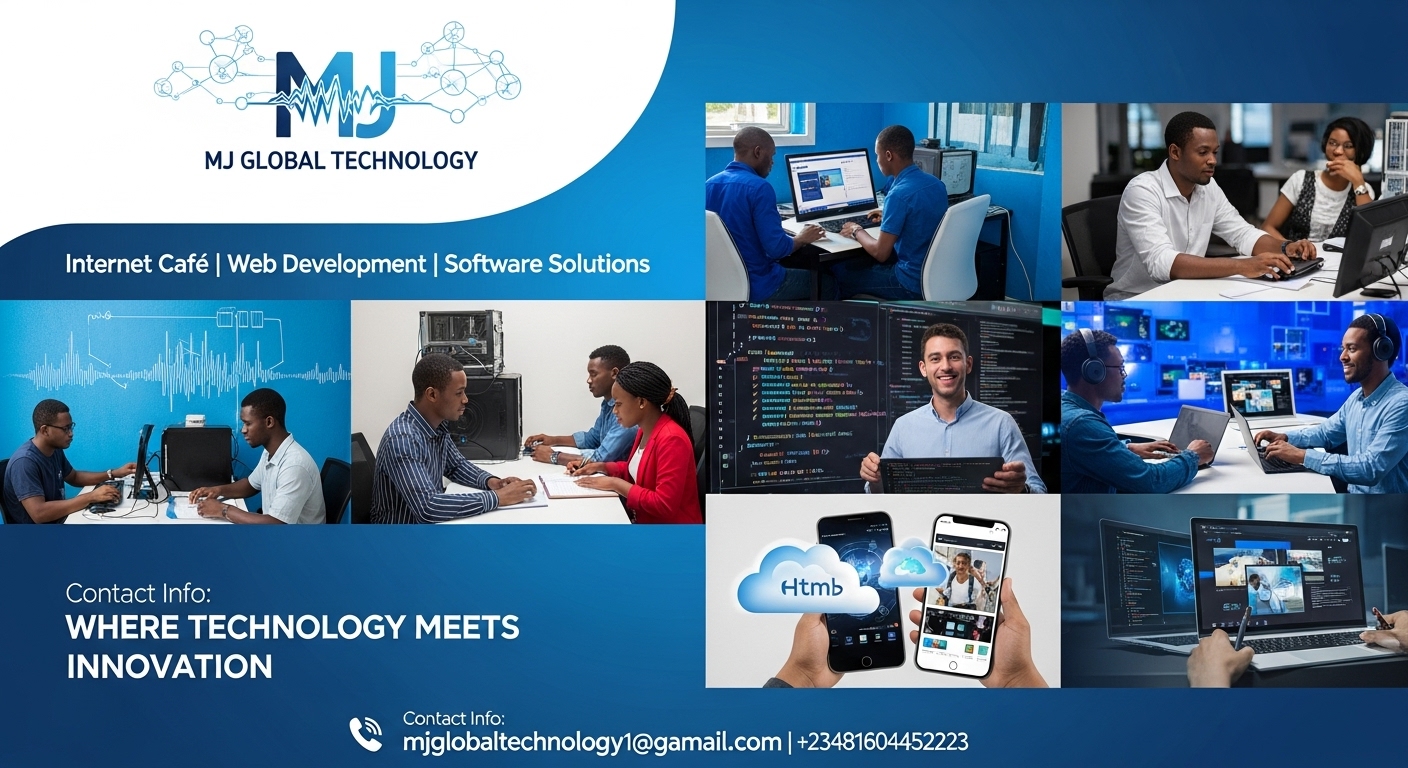 MJ
MJ GLOBAL TECHNOLOGY
Internet Café | Web Development | Software Solutions
Htmb
Contact Info:
WHERE TECHNOLOGY MEETS
INNOVATION
Contact Info:
mjglobaltechnology1@gamail.com | +23481604452223